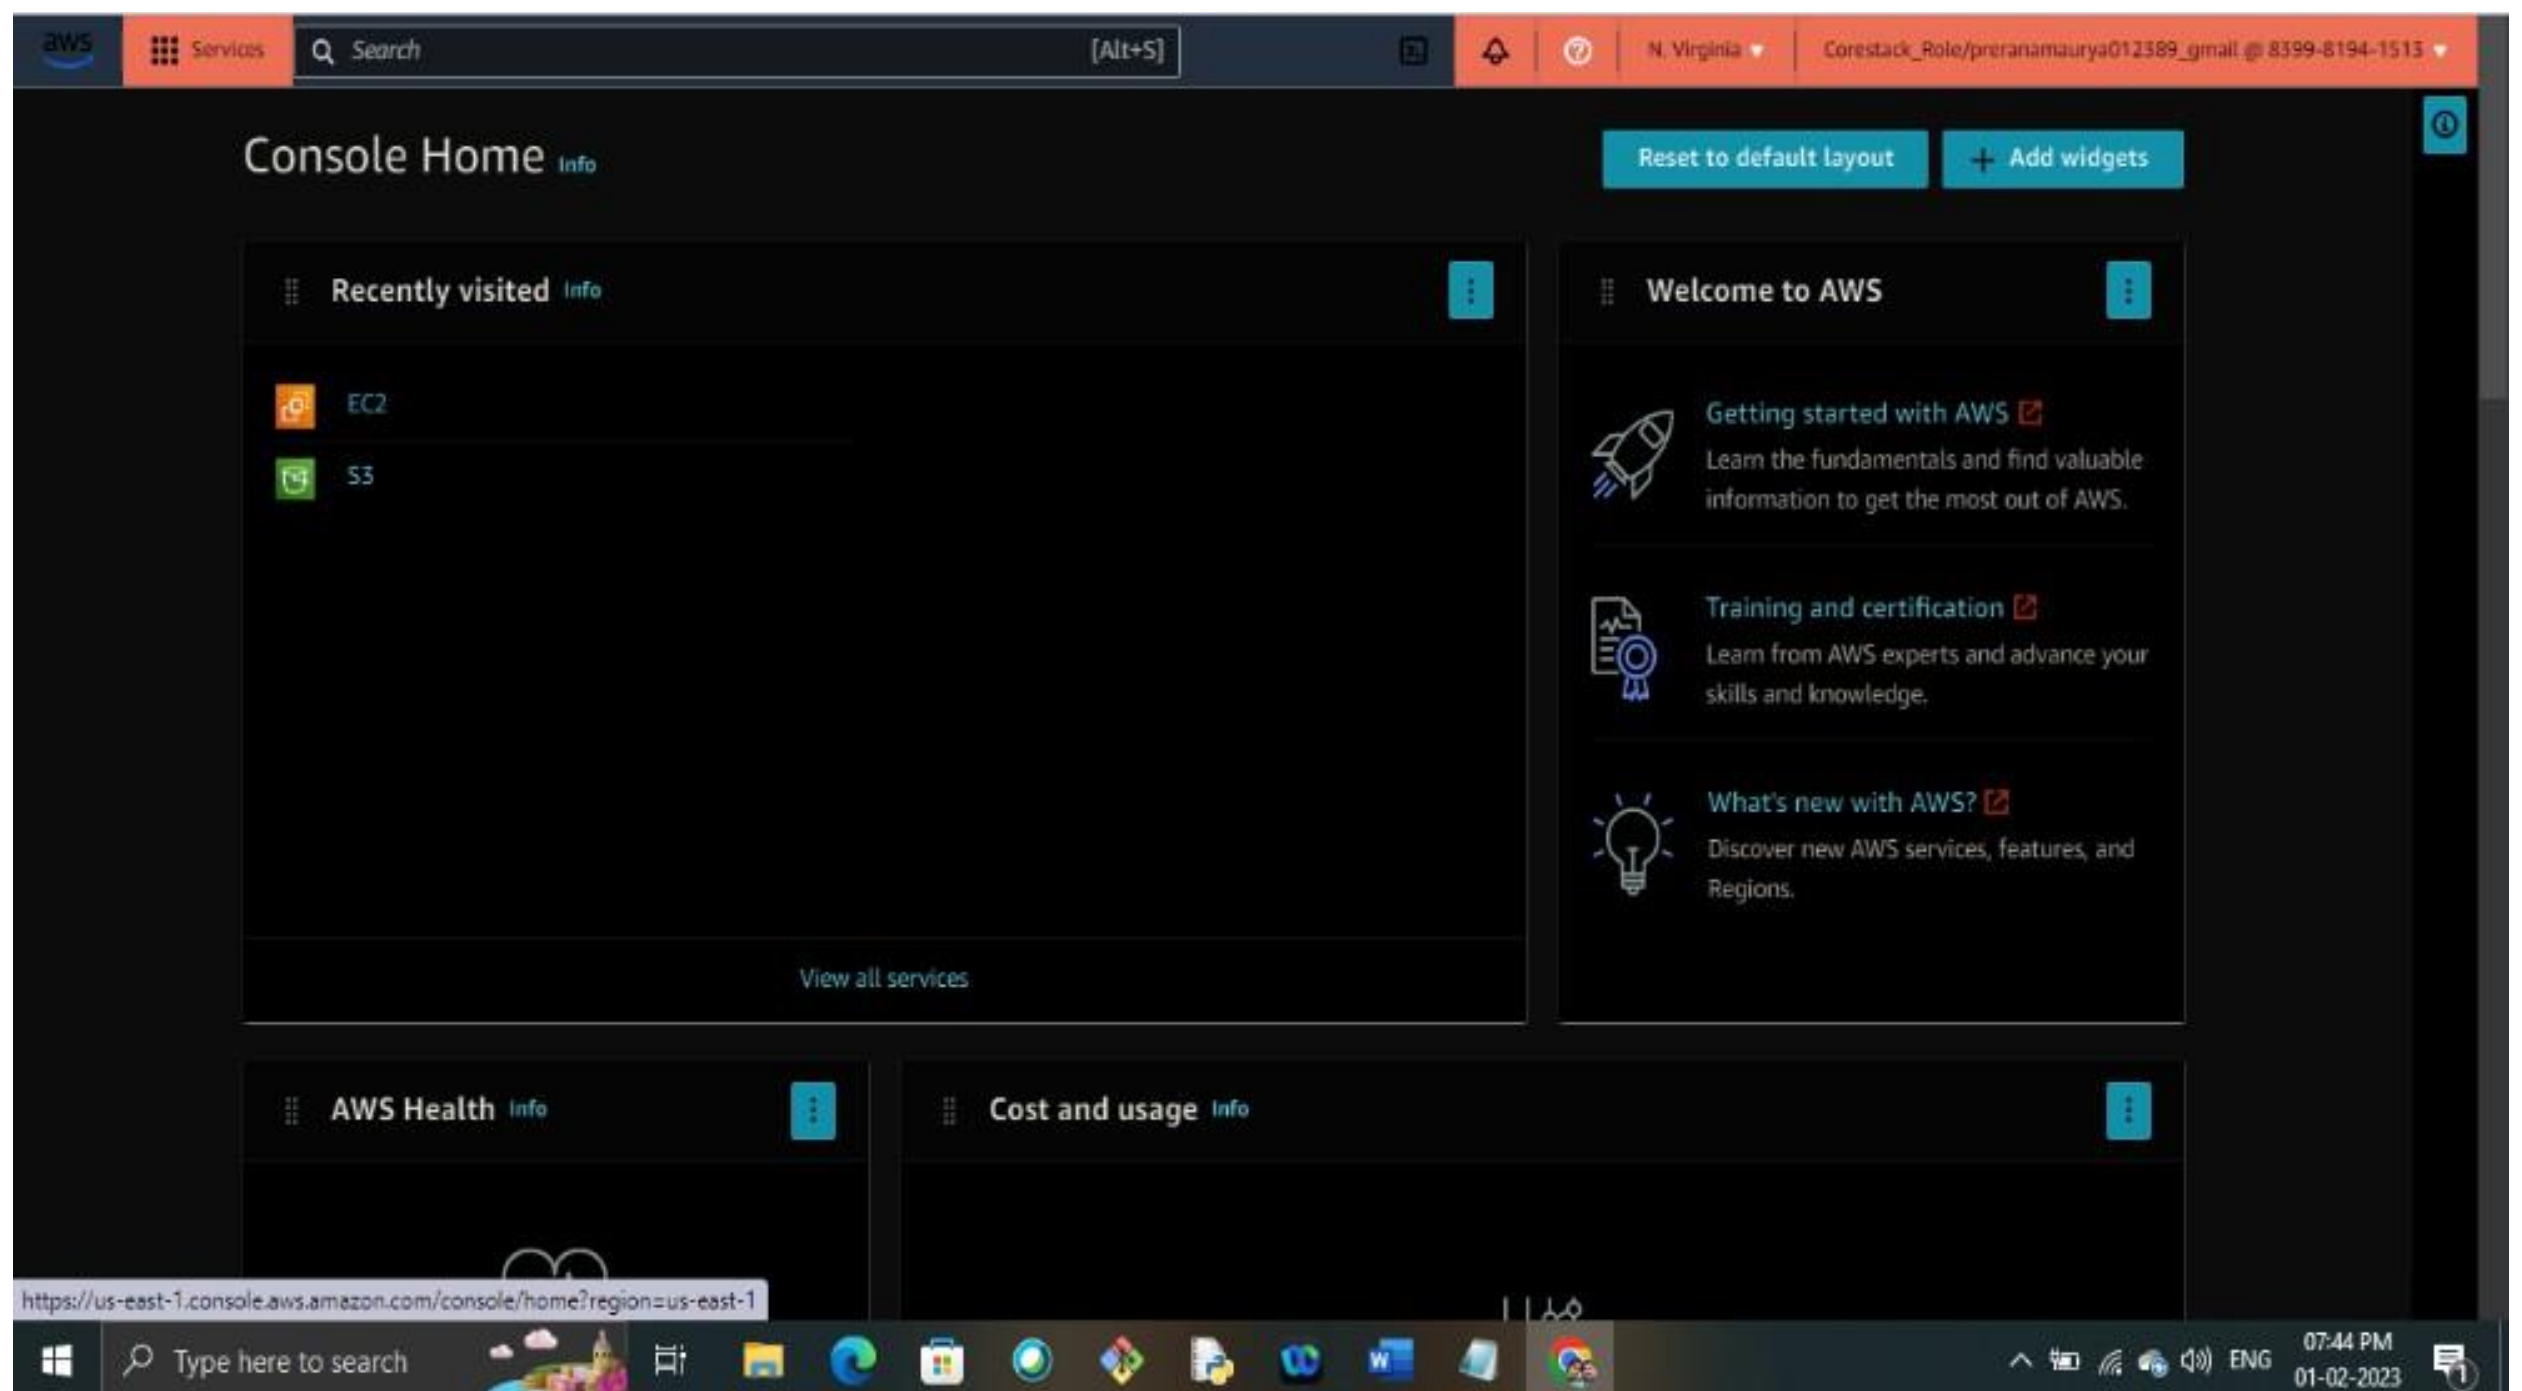 aws Services Search [Alt+S] N. Virginia Corestack_Role/preranamaurya012389_gmail @ 8399-8194-1513
Console Home Info
Reset to default layout
Add widgets
Recently visited Info
EC2
S3
View all services
Welcome to AWS
Getting started with AWS
Learn the fundamentals and find valuable
information to get the most out of AWS.
Training and certification
Learn from AWS experts and advance your
skills and knowledge.
What's new with AWS?
Discover new AWS services, features, and
Regions.
AWS Health Info
Cost and usage Info
https://us-east-1.console.aws.amazon.com/console/home?region=us-east-1
Type here to search
W
ENG
07:44 PM
01-02-2023
1